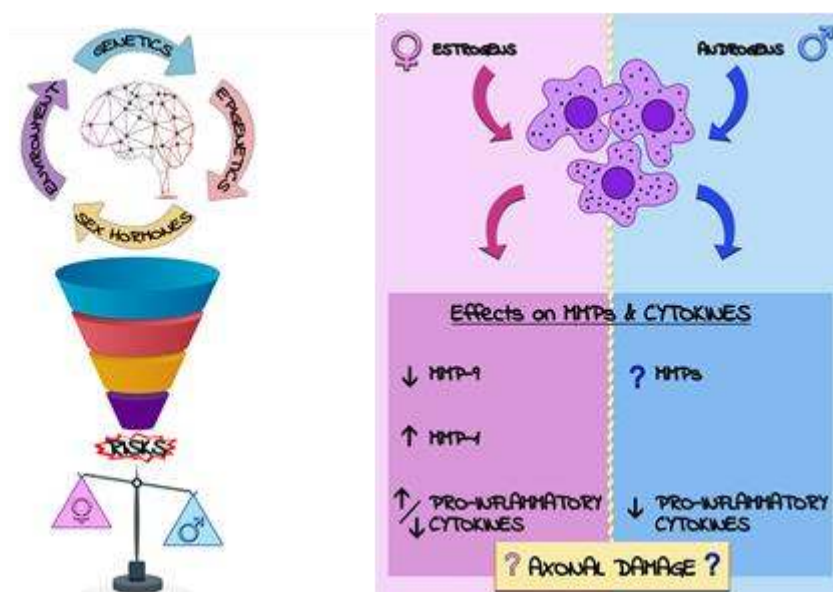 GENETICS
EPIGENETICS
SEX HORMONES
ENVIRONMENT
RISKS
ESTROGENS
ANDROGENS
Effects on MMPs & CYTOKINES
↓ MMP-9
? MMPs
↑ MMP-1
↑/↓ PRO-INFLAMMATORY
CYTOKINES
↓ PRO-INFLAMMATORY
CYTOKINES
? AXONAL DAMAGE ?